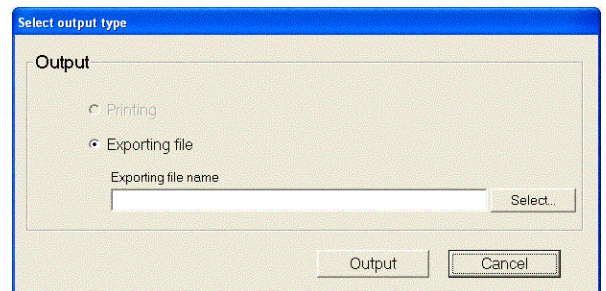 Select output type
Output
Printing
Exporting file
Exporting file name
Select...
Output
Cancel